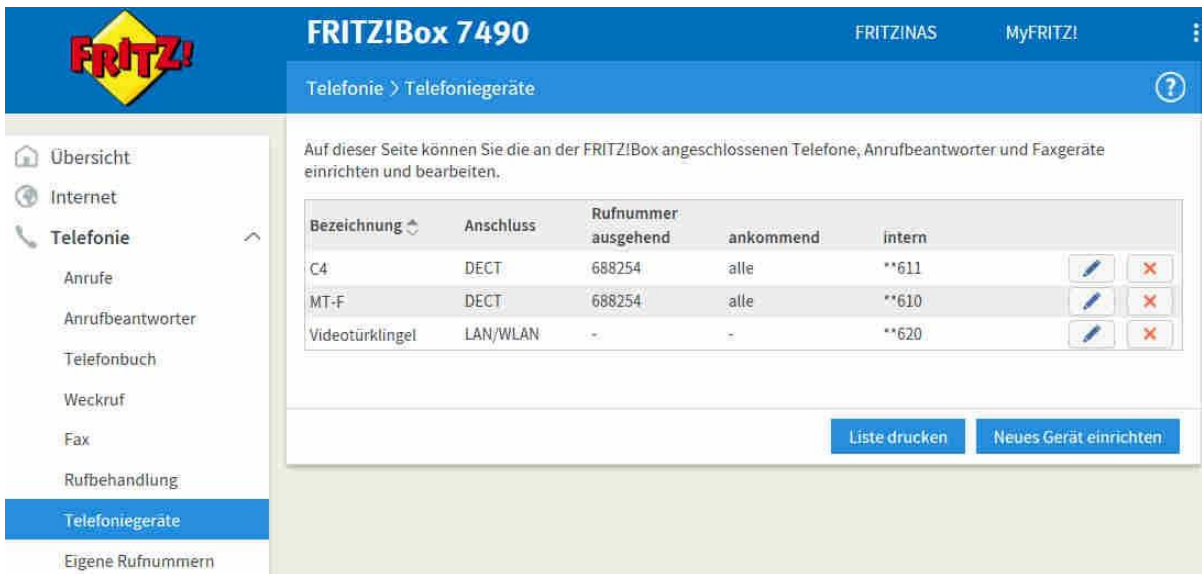 FRITZ!
FRITZ!Box 7490
FRITZ!NAS
MyFRITZ!
Telefonie > Telefoniegeräte
?
Übersicht
Internet
Telefonie
Anrufe
Anrufbeantworter
Telefonbuch
Weckruf
Fax
Rufbehandlung
Telefoniegeräte
Eigene Rufnummern
Auf dieser Seite können Sie die an der FRITZ!Box angeschlossenen Telefone, Anrufbeantworter und Faxgeräte
einrichten und bearbeiten.
Rufnummer
Bezeichnung Anschluss ausgehend ankommend intern
C4 DECT 688254 alle **611
MT-F DECT 688254 alle **610
Videotürklingel LAN/WLAN - - **620
Liste drucken Neues Gerät einrichten